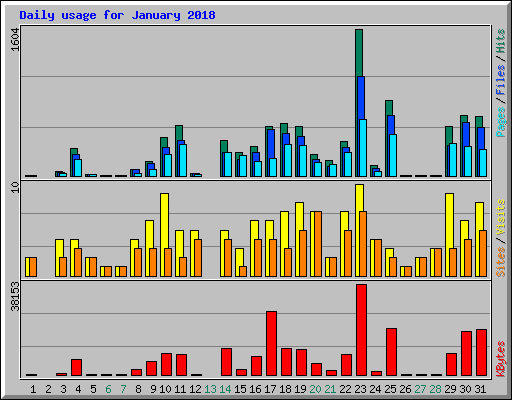 Daily usage for January 2018
1604
Pages / Files / Hits
10
Sites / Visits
38153
KBytes
1 2 3 4 5 6 7 8 9 10 11 12 13 14 15 16 17 18 19 20 21 22 23 24 25 26 27 28 29 30 31